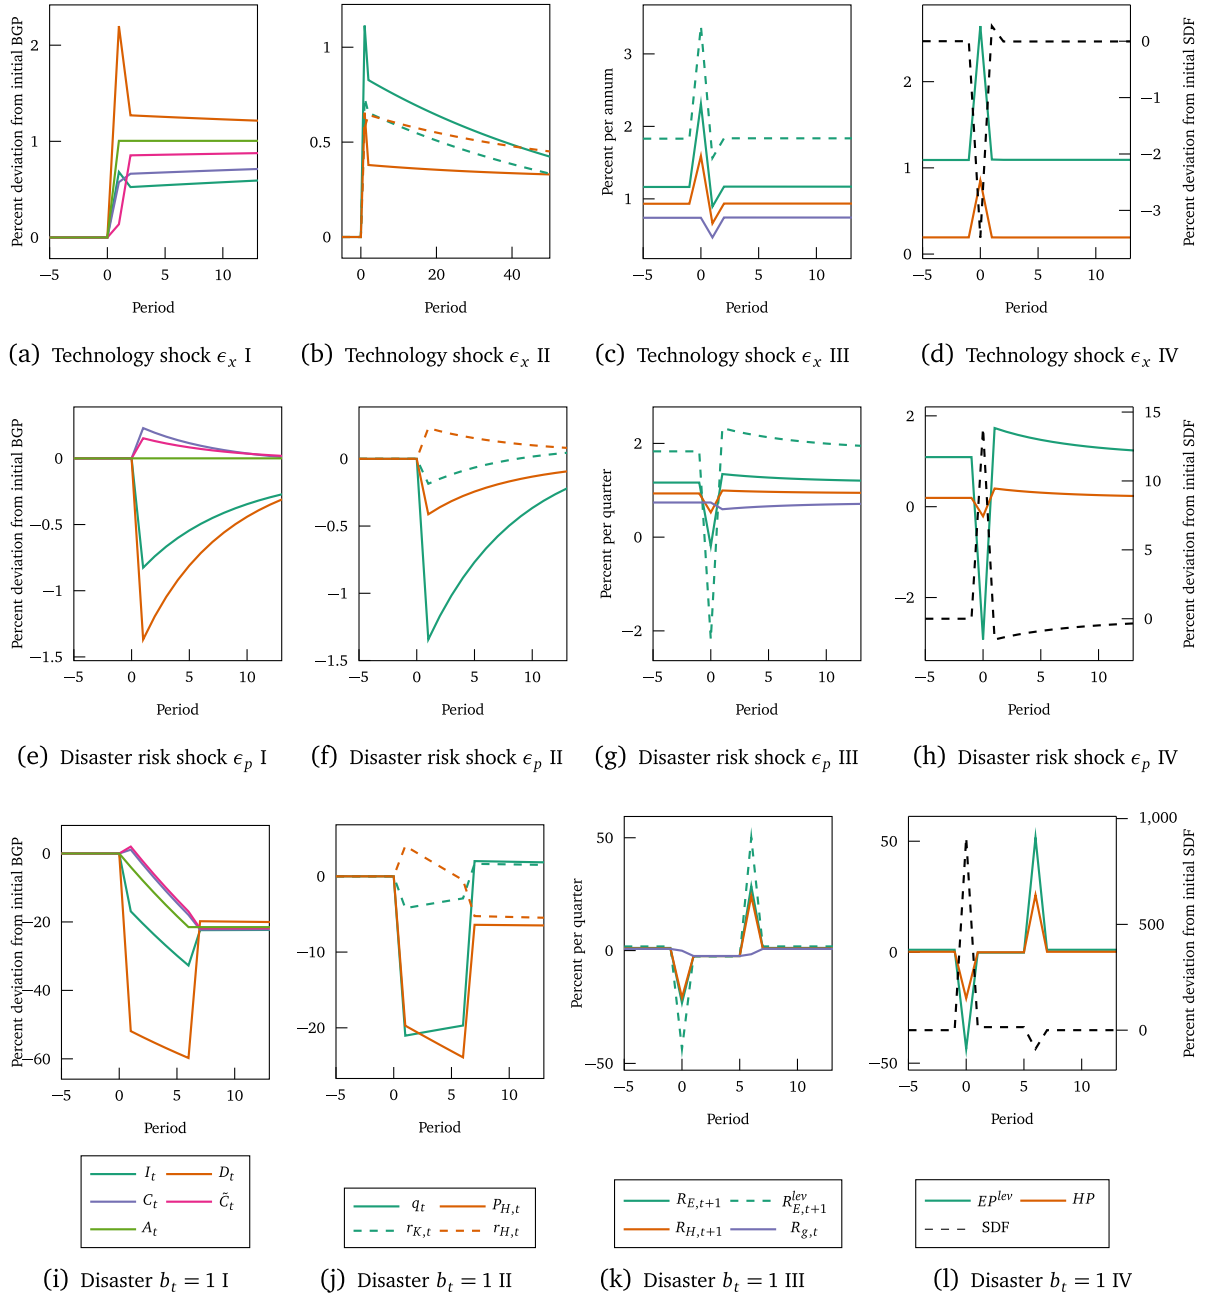 Percent deviation from initial BGP
2
1
0
−5
0
5
10
Period
(a) Technology shock ϵx I
1
0.5
0
0
20
40
Period
(b) Technology shock ϵx II
Percent per annum
3
2
1
−5
0
5
10
Period
(c) Technology shock ϵx III
2
1
0
−5
0
5
10
0
−1
−2
−3
Percent deviation from initial SDF
Period
(d) Technology shock ϵx IV
Percent deviation from initial BGP
0
−0.5
−1
−1.5
−5
0
5
10
Period
(e) Disaster risk shock ϵp I
0
−0.5
−1
−1.5
−5
0
5
10
Period
(f) Disaster risk shock ϵp II
Percent per quarter
2
0
−2
−5
0
5
10
Period
(g) Disaster risk shock ϵp III
2
0
−2
−5
0
5
10
15
10
5
0
Percent deviation from initial SDF
Period
(h) Disaster risk shock ϵp IV
Percent deviation from initial BGP
0
−20
−40
−60
−5
0
5
10
Period
It Dt
Ct C̃t
At
(i) Disaster bt = 1 I
0
−10
−20
−5
0
5
10
Period
qt PH,t
rK,t rH,t
(j) Disaster bt = 1 II
Percent per quarter
50
0
−50
−5
0
5
10
Period
RE,t+1 R^lev E,t+1
RH,t+1 Rg,t
(k) Disaster bt = 1 III
50
0
−50
−5
0
5
10
1,000
500
0
Percent deviation from initial SDF
Period
EP^lev HP
SDF
(l) Disaster bt = 1 IV